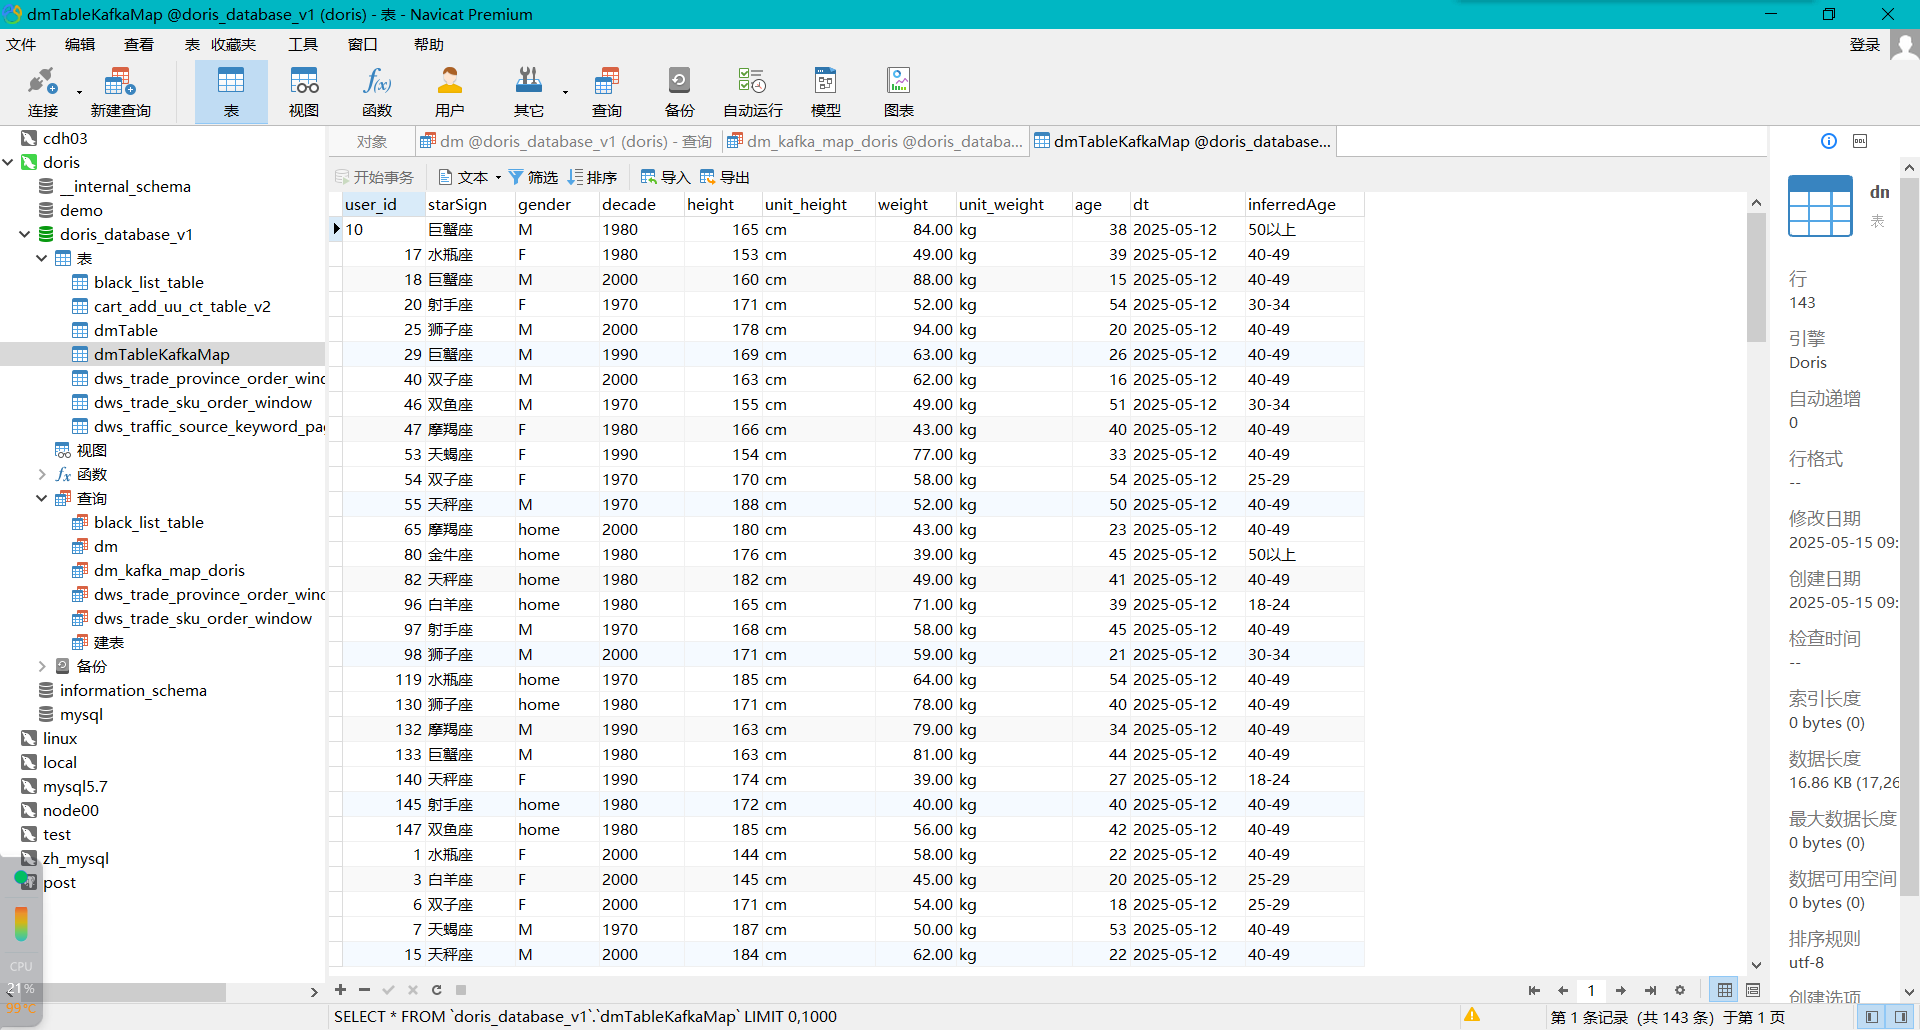 dmTableKafkaMap @doris_database_v1 (doris) - 表 - Navicat Premium
文件 编辑 查看 表 收藏夹 工具 窗口 帮助 登录
连接 新建查询 表 视图 函数 用户 其它 查询 备份 自动运行 模型 图表
cdh03
doris
__internal_schema
demo
doris_database_v1
表
black_list_table
cart_add_uu_ct_table_v2
dmTable
dmTableKafkaMap
dws_trade_province_order_wind
dws_trade_sku_order_window
dws_traffic_source_keyword_pag
视图
函数
查询
black_list_table
dm
dm_kafka_map_doris
dws_trade_province_order_wind
dws_trade_sku_order_window
建表
备份
information_schema
mysql
linux
local
mysql5.7
node00
test
zh_mysql
post
CPU
21%
99°C
对象 dm @doris_database_v1 (doris) - 查询 dm_kafka_map_doris @doris_databa... dmTableKafkaMap @doris_database...
开始事务 文本 筛选 排序 导入 导出
user_id starSign gender decade height unit_height weight unit_weight age dt inferredAge
10 巨蟹座 M 1980 165 cm 84.00 kg 38 2025-05-12 50以上
17 水瓶座 F 1980 153 cm 49.00 kg 39 2025-05-12 40-49
18 巨蟹座 M 2000 160 cm 88.00 kg 15 2025-05-12 40-49
20 射手座 F 1970 171 cm 52.00 kg 54 2025-05-12 30-34
25 狮子座 M 2000 178 cm 94.00 kg 20 2025-05-12 40-49
29 巨蟹座 M 1990 169 cm 63.00 kg 26 2025-05-12 40-49
40 双子座 M 2000 163 cm 62.00 kg 16 2025-05-12 40-49
46 双鱼座 M 1970 155 cm 49.00 kg 51 2025-05-12 30-34
47 摩羯座 F 1980 166 cm 43.00 kg 40 2025-05-12 40-49
53 天蝎座 F 1990 154 cm 77.00 kg 33 2025-05-12 40-49
54 双子座 F 1970 170 cm 58.00 kg 54 2025-05-12 25-29
55 天秤座 M 1970 188 cm 52.00 kg 50 2025-05-12 40-49
65 摩羯座 home 2000 180 cm 43.00 kg 23 2025-05-12 40-49
80 金牛座 home 1980 176 cm 39.00 kg 45 2025-05-12 50以上
82 天秤座 home 1980 182 cm 49.00 kg 41 2025-05-12 40-49
96 白羊座 home 1980 165 cm 71.00 kg 39 2025-05-12 18-24
97 射手座 M 1970 168 cm 58.00 kg 45 2025-05-12 40-49
98 狮子座 M 2000 171 cm 59.00 kg 21 2025-05-12 30-34
119 水瓶座 home 1970 185 cm 64.00 kg 54 2025-05-12 40-49
130 狮子座 home 1980 171 cm 78.00 kg 40 2025-05-12 40-49
132 摩羯座 M 1990 163 cm 79.00 kg 34 2025-05-12 40-49
133 巨蟹座 M 1980 163 cm 81.00 kg 44 2025-05-12 40-49
140 天秤座 F 1990 174 cm 39.00 kg 27 2025-05-12 18-24
145 射手座 home 1980 172 cm 40.00 kg 40 2025-05-12 40-49
147 双鱼座 home 1980 185 cm 56.00 kg 42 2025-05-12 40-49
1 水瓶座 F 2000 144 cm 58.00 kg 22 2025-05-12 40-49
3 白羊座 F 2000 145 cm 45.00 kg 20 2025-05-12 25-29
6 双子座 F 2000 171 cm 54.00 kg 18 2025-05-12 25-29
7 天蝎座 M 1970 187 cm 50.00 kg 53 2025-05-12 40-49
15 天秤座 M 2000 184 cm 62.00 kg 22 2025-05-12 40-49
1
SELECT * FROM `doris_database_v1`.`dmTableKafkaMap` LIMIT 0,1000
第 1 条记录 (共 143 条) 于第 1 页
DDL
dn
表
行
143
引擎
Doris
自动递增
0
行格式
--
修改日期
2025-05-15 09:
创建日期
2025-05-15 09:
检查时间
--
索引长度
0 bytes (0)
数据长度
16.86 KB (17,26
最大数据长度
0 bytes (0)
数据可用空间
0 bytes (0)
排序规则
utf-8
创建选项